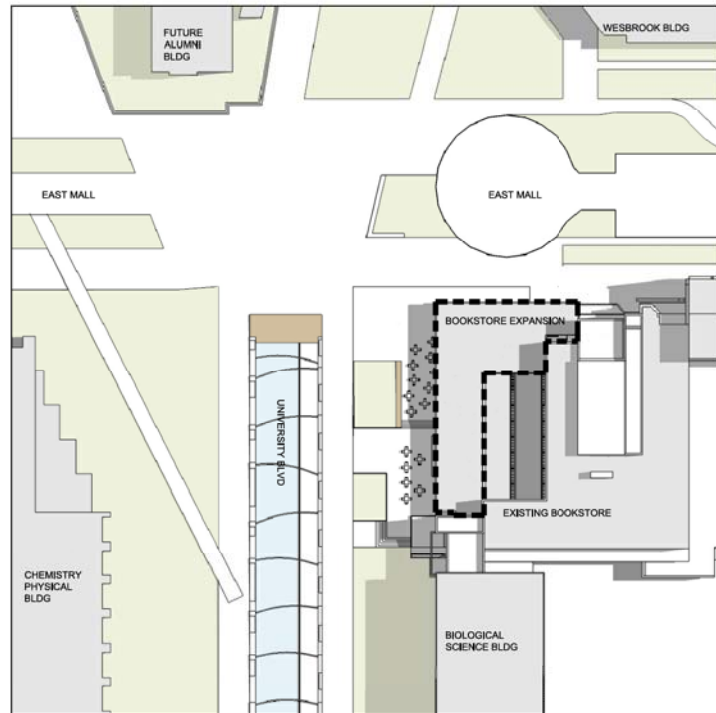 FUTURE
ALUMNI
BLDG
WESBROOK BLDG
EAST MALL
EAST MALL
BOOKSTORE EXPANSION
UNIVERSITY BLVD
EXISTING BOOKSTORE
CHEMISTRY
PHYSICAL
BLDG
BIOLOGICAL
SCIENCE BLDG